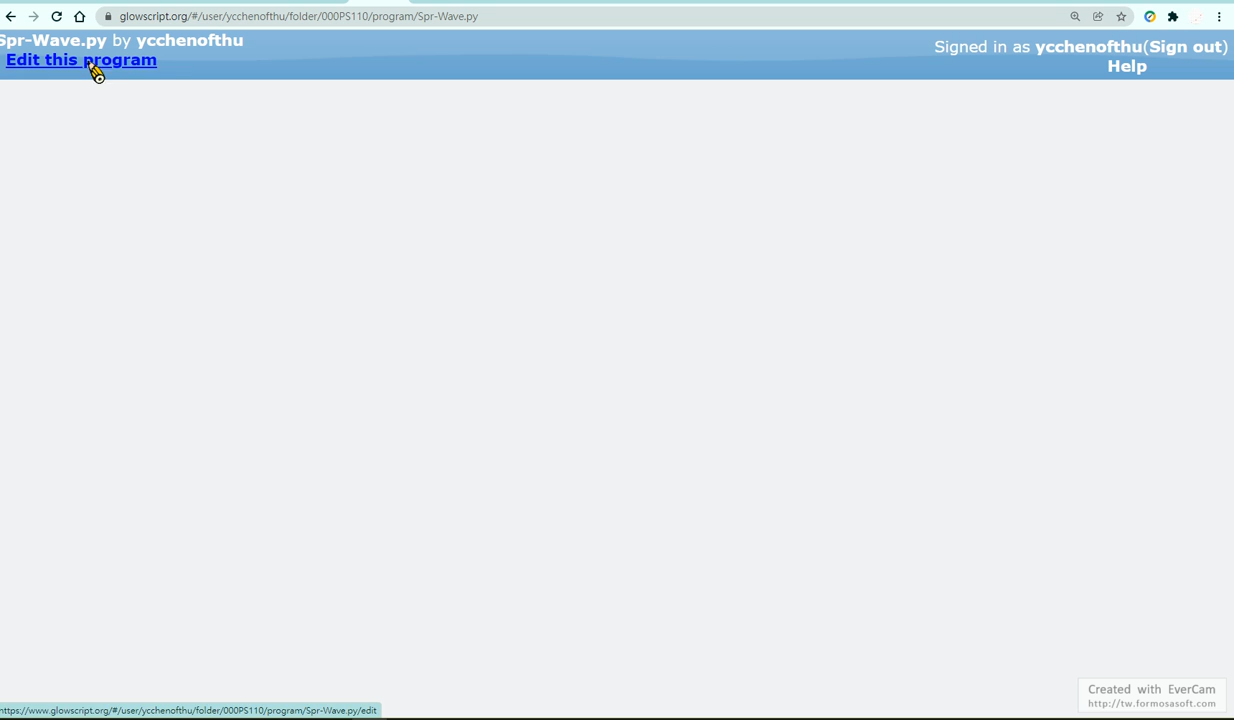 glowscript.org/#/user/ycchenofthu/folder/000PS110/program/Spr-Wave.py
Spr-Wave.py by ycchenofthu
Edit this program
Signed in as ycchenofthu(Sign out)
Help
Created with EverCam
http://tw.formosasoft.com
https://www.glowscript.org/#/user/ycchenofthu/folder/000PS110/program/Spr-Wave.py/edit